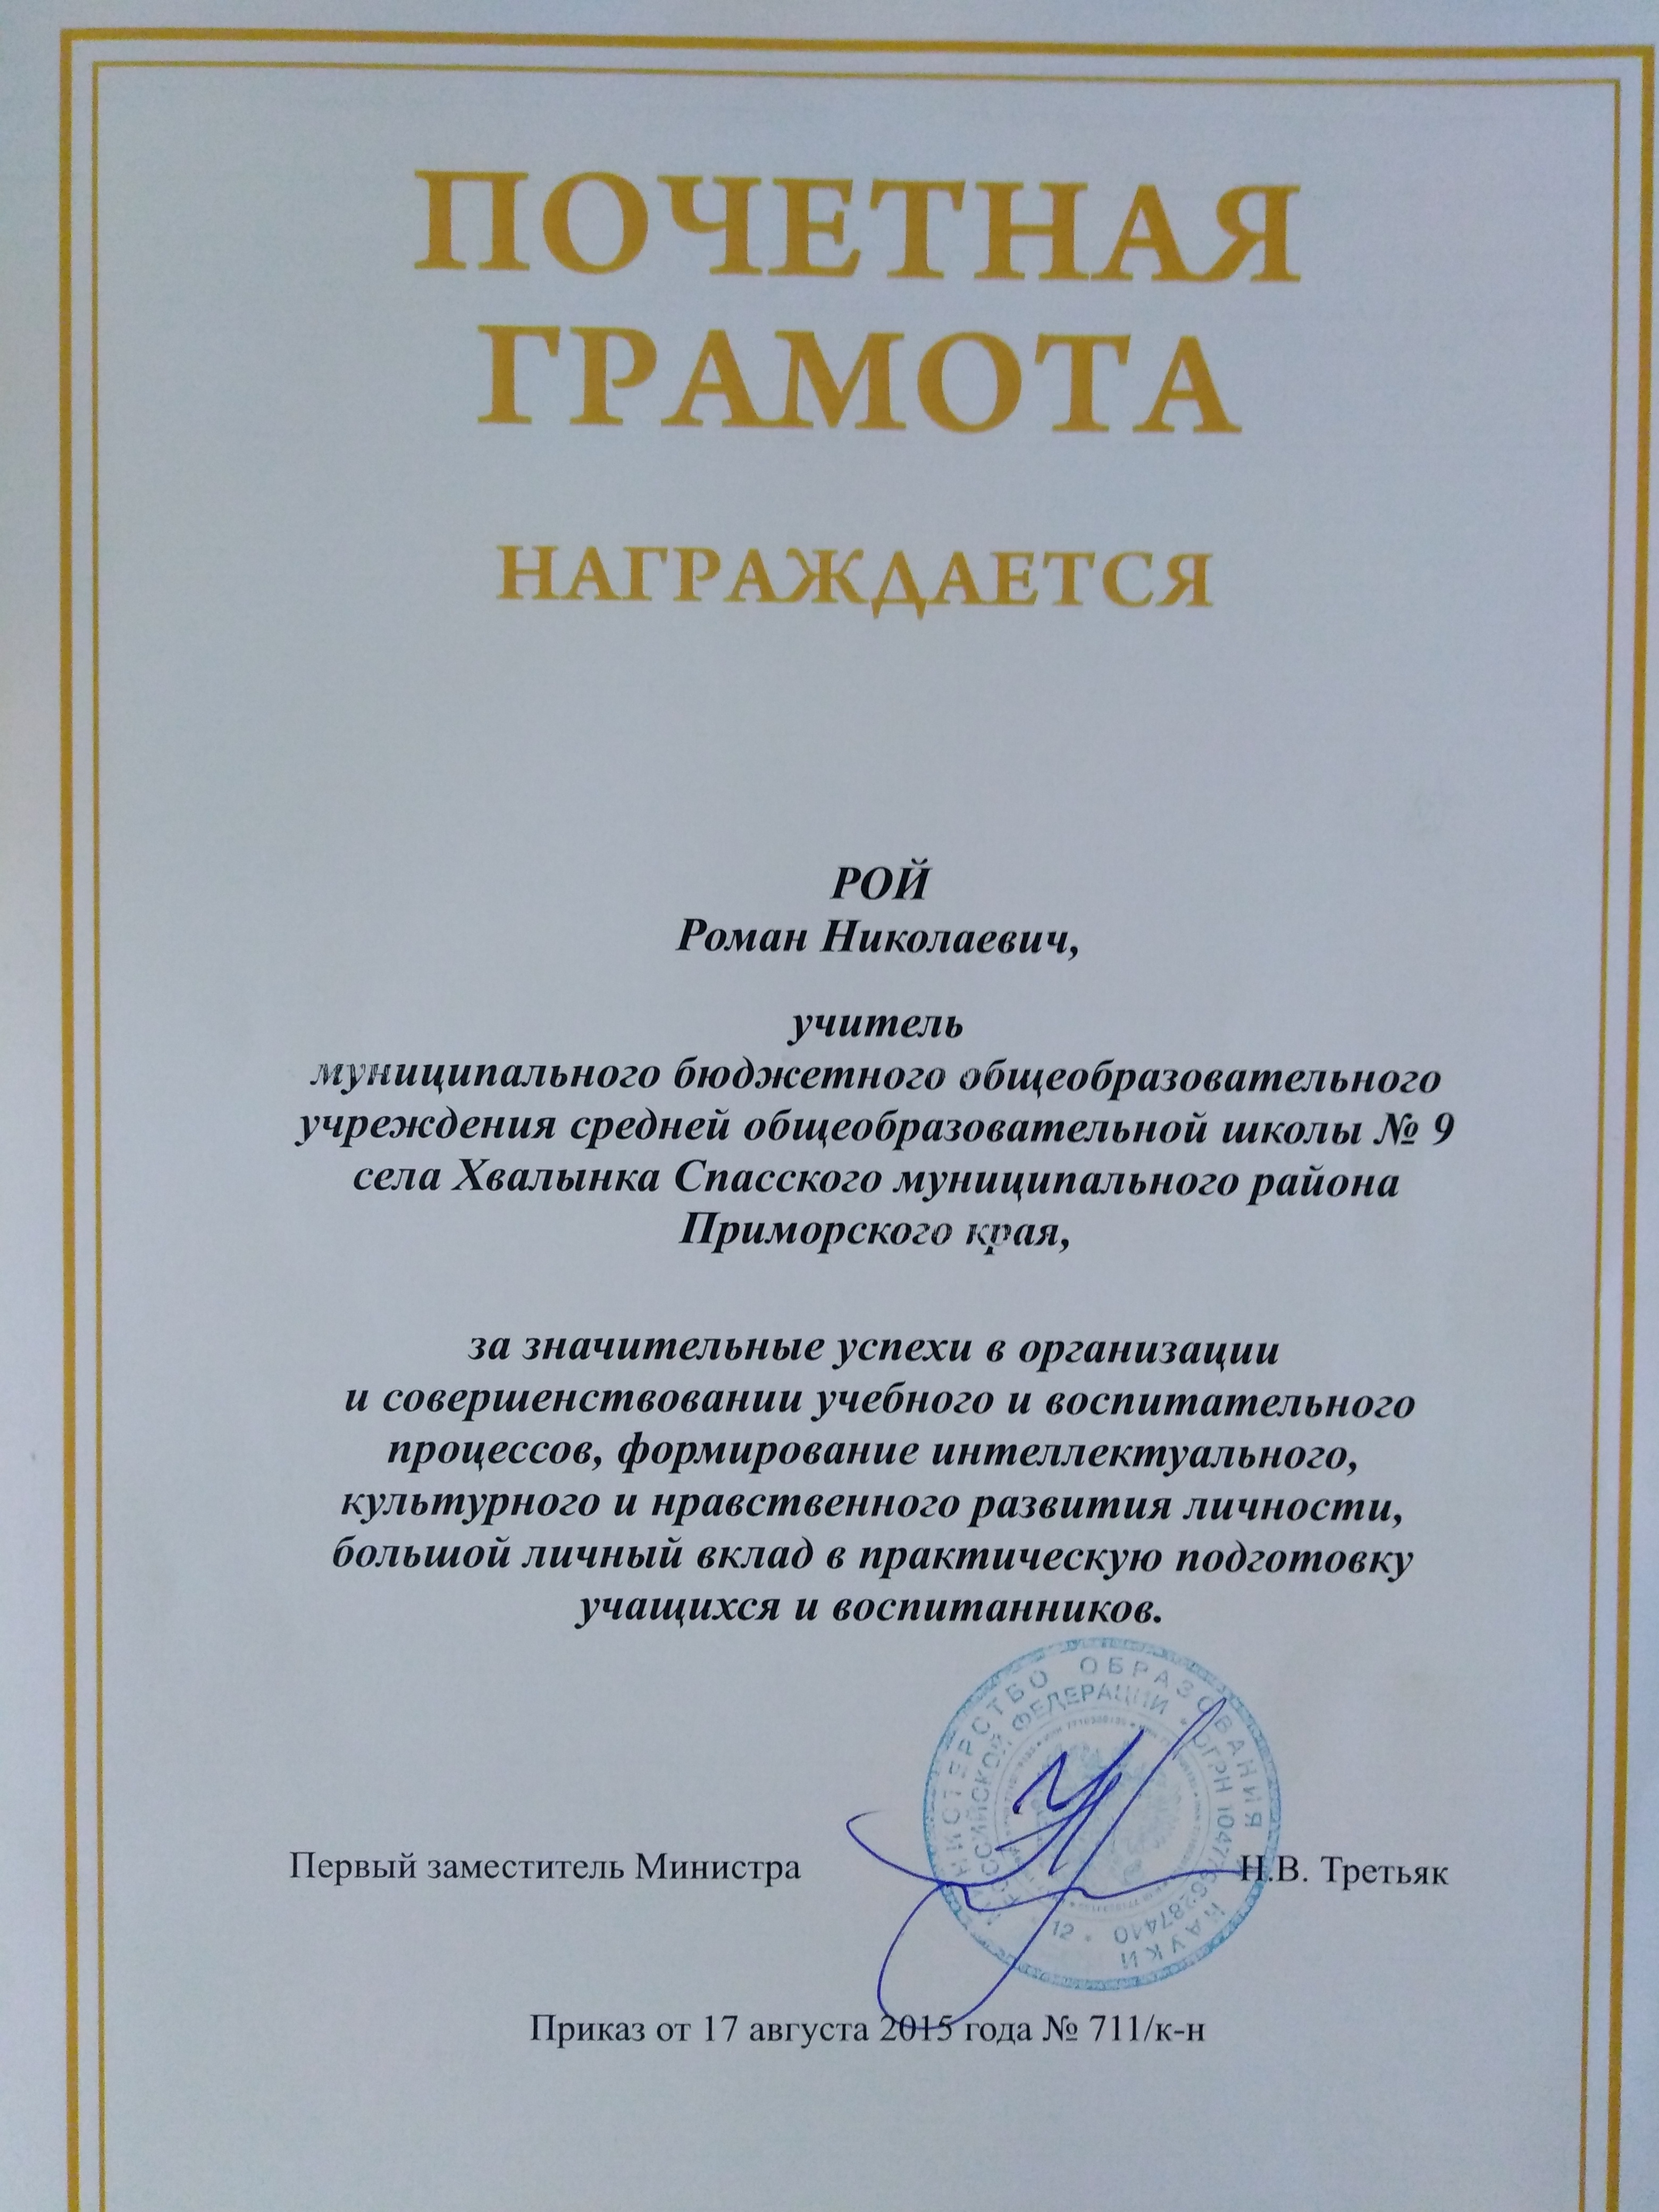 ПОЧЕТНАЯ
ГРАМОТА
НАГРАЖДАЕТСЯ
РОЙ
Роман Николаевич,
учитель
муниципального бюджетного общеобразовательного
учреждения средней общеобразовательной школы № 9
села Хвалынка Спасского муниципального района
Приморского края,
за значительные успехи в организации
и совершенствовании учебного и воспитательного
процессов, формирование интеллектуального,
культурного и нравственного развития личности,
большой личный вклад в практическую подготовку
учащихся и воспитанников.
МИНИСТЕРСТВО ОБРАЗОВАНИЯ И НАУКИ
РОССИЙСКОЙ ФЕДЕРАЦИИ * ОГРН
12
Первый заместитель Министра
Н.В. Третьяк
Приказ от 17 августа 2015 года № 711/к-н